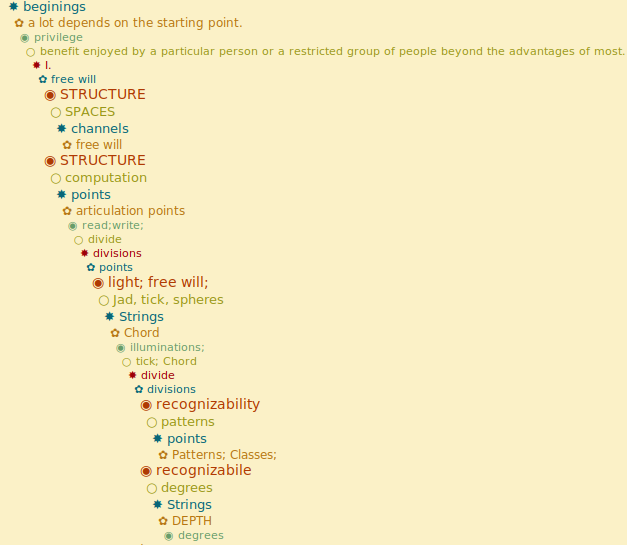 beginings
a lot depends on the starting point.
privilege
benefit enjoyed by a particular person or a restricted group of people beyond the advantages of most.
I.
free will
STRUCTURE
SPACES
channels
free will
STRUCTURE
computation
points
articulation points
read;write;
divide
divisions
points
light; free will;
Jad, tick, spheres
Strings
Chord
illuminations;
tick; Chord
divide
divisions
recognizability
patterns
points
Patterns; Classes;
recognizabile
degrees
Strings
DEPTH
degrees